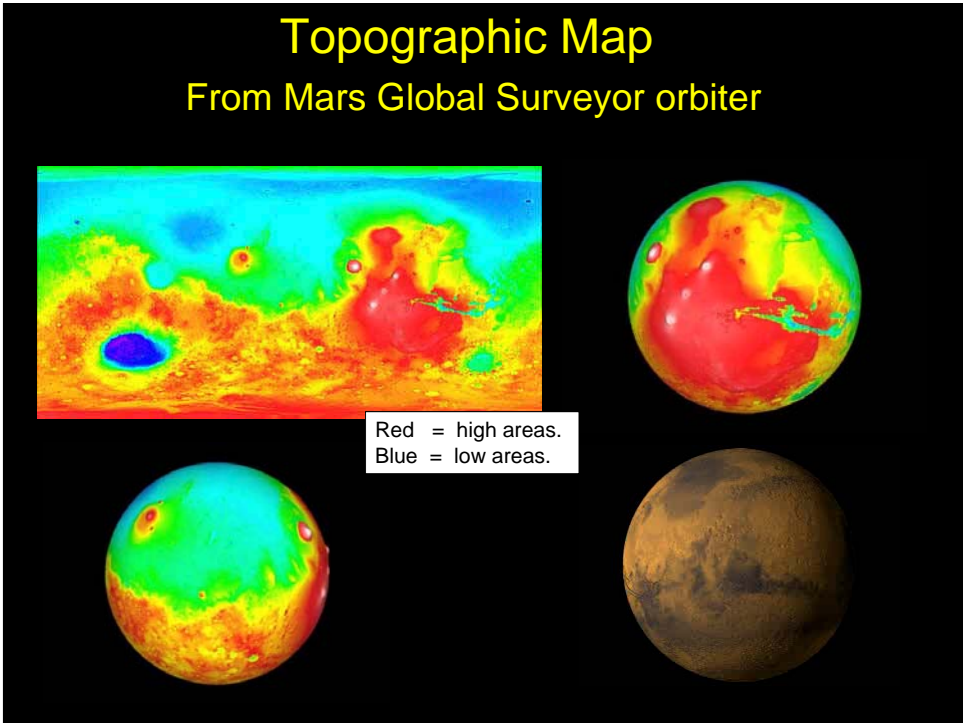 Topographic Map
From Mars Global Surveyor orbiter
Red = high areas.
Blue = low areas.